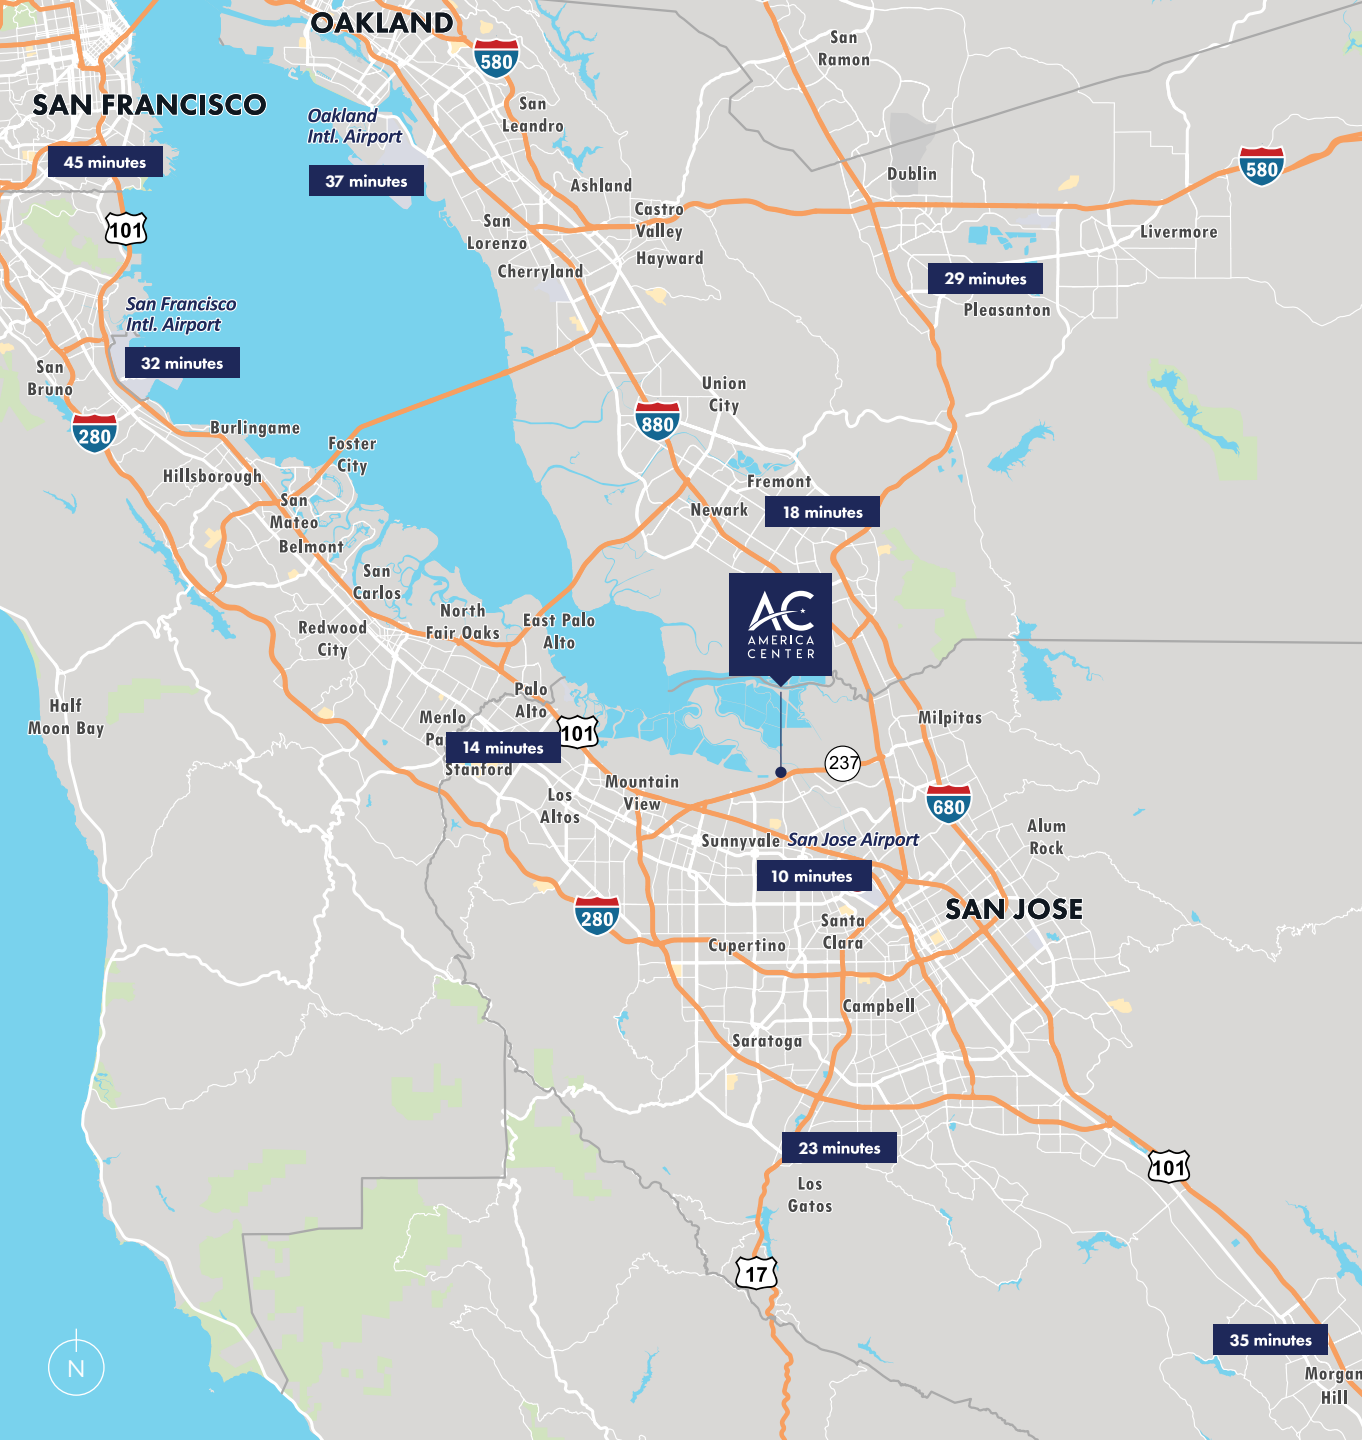 OAKLAND
580
San
Ramon
SAN FRANCISCO
Oakland
Intl. Airport
San
Leandro
45 minutes
37 minutes
Ashland
Dublin
580
101
San
Lorenzo
Castro
Valley
Hayward
Cherryland
Livermore
29 minutes
Pleasanton
San Francisco
Intl. Airport
32 minutes
San
Bruno
280
Burlingame
Foster
City
Union
City
880
Hillsborough
San
Mateo
Belmont
Fremont
Newark
18 minutes
San
Carlos
North
Fair Oaks
East Palo
Alto
Redwood
City
AC
AMERICA
CENTER
Half
Moon Bay
Palo
Alto
Menlo
Pa
14 minutes
Stanford
101
Milpitas
237
Mountain
View
Los
Altos
680
Sunnyvale
San Jose Airport
10 minutes
Alum
Rock
280
SAN JOSE
Santa
Clara
Cupertino
Campbell
Saratoga
23 minutes
Los
Gatos
101
17
35 minutes
Morgan
Hill
N